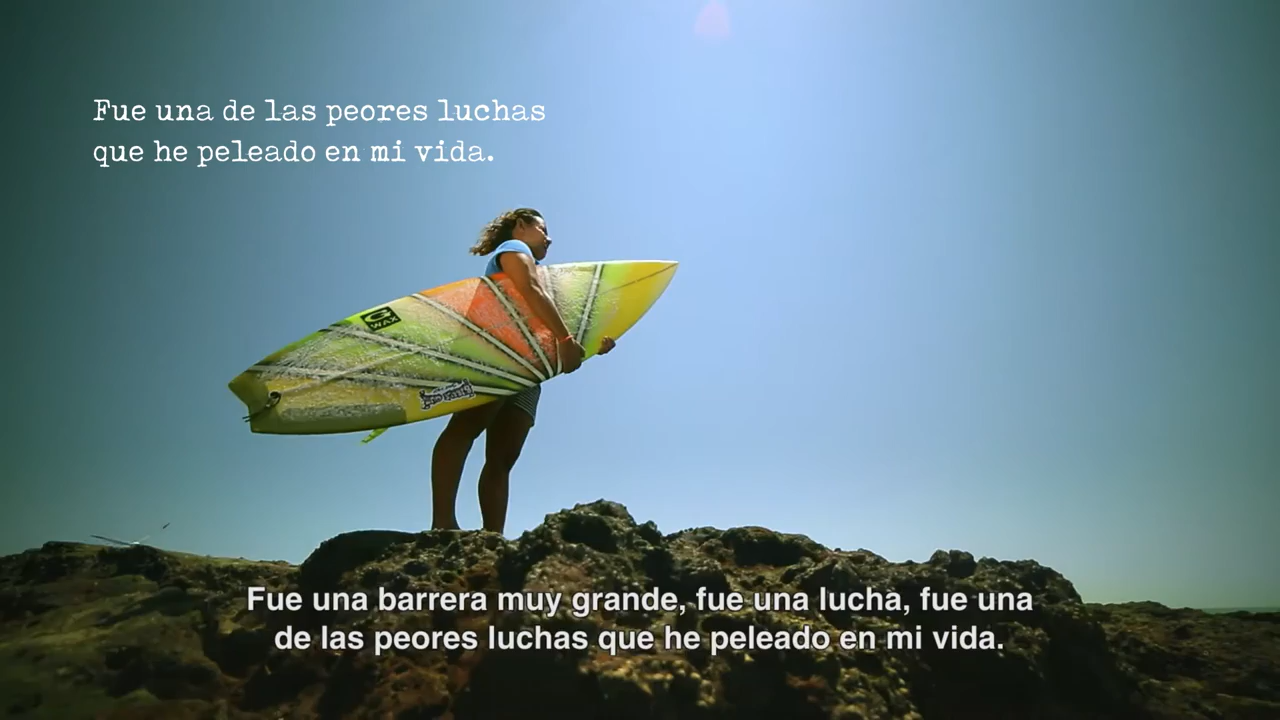 Fue una de las peores luchas
que he peleado en mi vida.
G
WAX
Fue una barrera muy grande, fue una lucha, fue una
de las peores luchas que he peleado en mi vida.